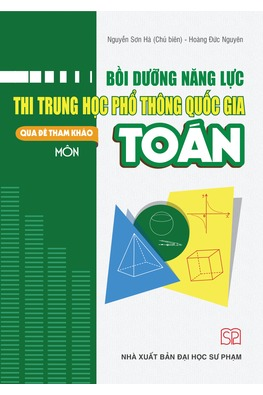 Nguyễn Sơn Hà (Chủ biên) - Hoàng Đức Nguyên
BỒI DƯỠNG NĂNG LỰC
THI TRUNG HỌC PHỔ THÔNG QUỐC GIA
QUA ĐỀ THAM KHẢO
MÔN
TOÁN
SP
NHÀ XUẤT BẢN ĐẠI HỌC SƯ PHẠM